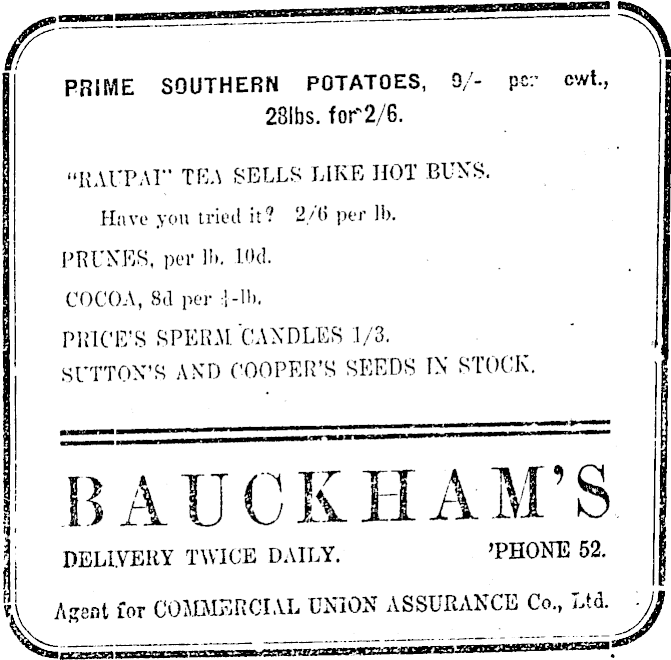 PRIME SOUTHERN POTATOES, 9/- per cwt.,
28lbs. for 2/6.
"RAUPAI" TEA SELLS LIKE HOT BUNS.
Have you tried it? 2/6 per lb.
PRUNES, per lb. 10d.
COCOA, 8d per ¼-lb.
PRICE'S SPERM CANDLES 1/3.
SUTTON'S AND COOPER'S SEEDS IN STOCK.
BAUCKHAM'S
DELIVERY TWICE DAILY. 'PHONE 52.
Agent for COMMERCIAL UNION ASSURANCE Co., Ltd.